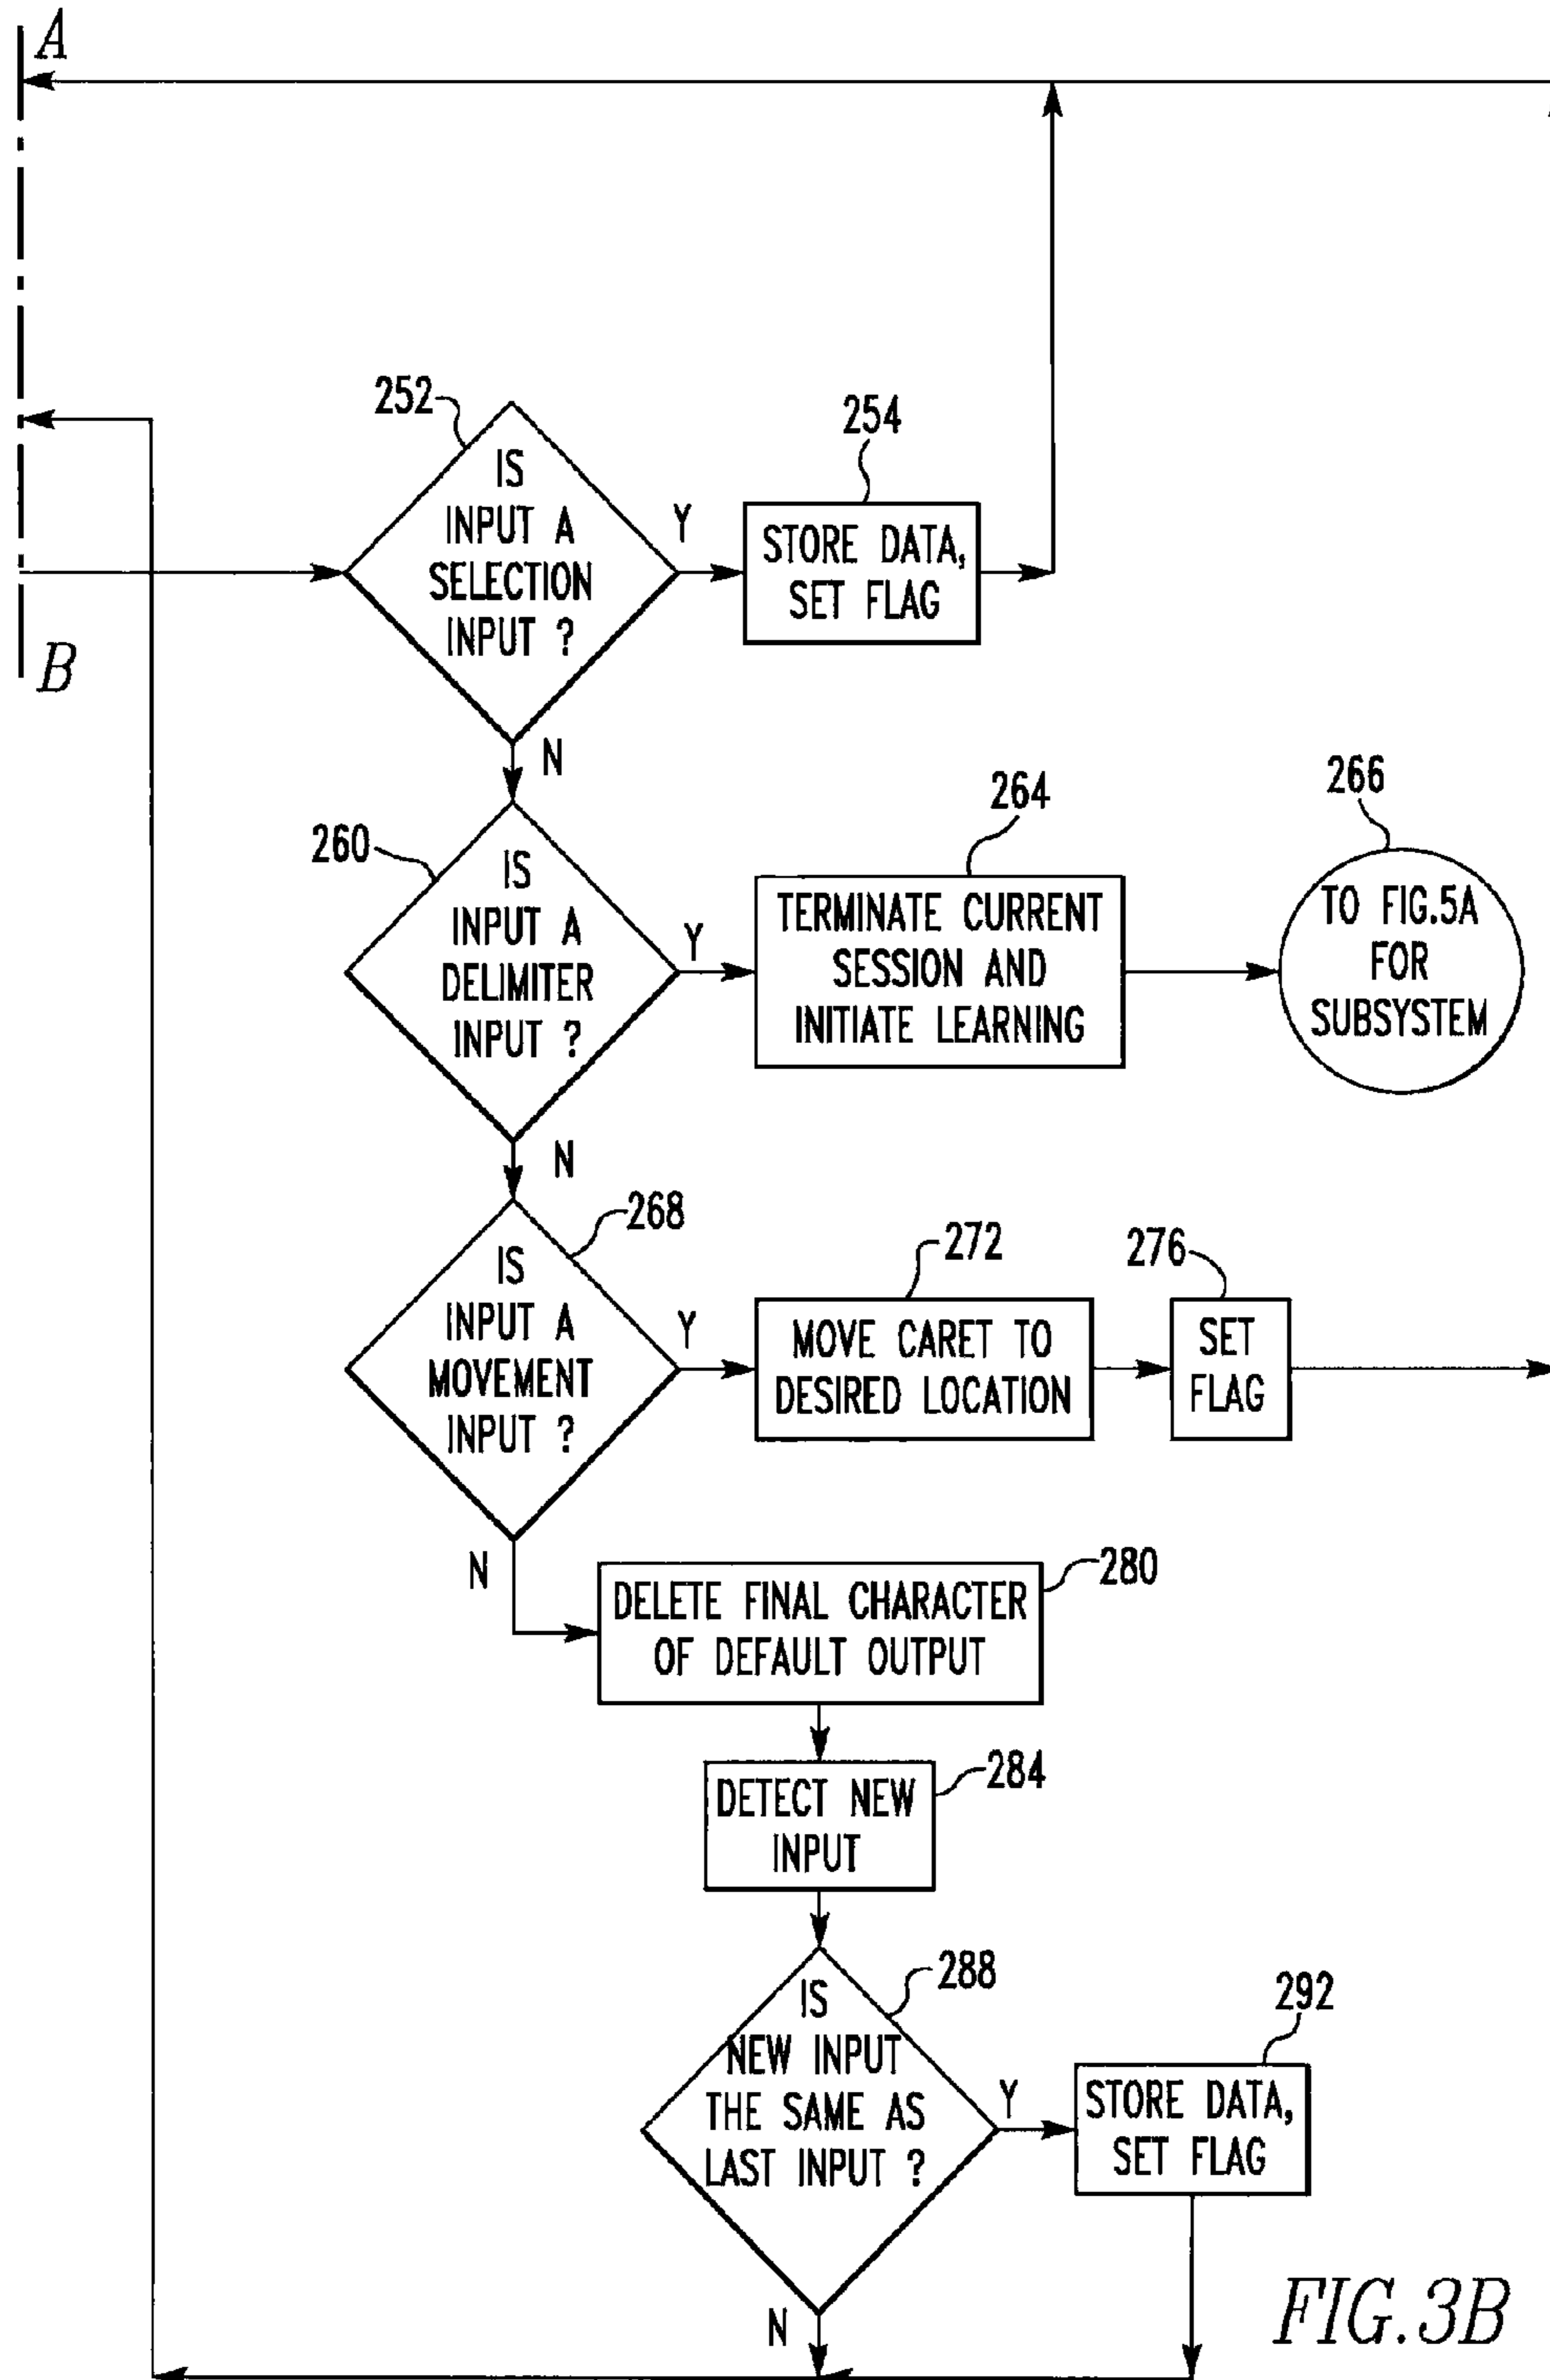 A
252
IS
INPUT A
SELECTION
INPUT ?
Y
254
STORE DATA,
SET FLAG
B
N
260
IS
INPUT A
DELIMITER
INPUT ?
Y
264
TERMINATE CURRENT
SESSION AND
INITIATE LEARNING
266
TO FIG.5A
FOR
SUBSYSTEM
N
268
IS
INPUT A
MOVEMENT
INPUT ?
Y
272
MOVE CARET TO
DESIRED LOCATION
276
SET
FLAG
N
280
DELETE FINAL CHARACTER
OF DEFAULT OUTPUT
284
DETECT NEW
INPUT
288
IS
NEW INPUT
THE SAME AS
LAST INPUT ?
Y
292
STORE DATA,
SET FLAG
N
FIG.3B